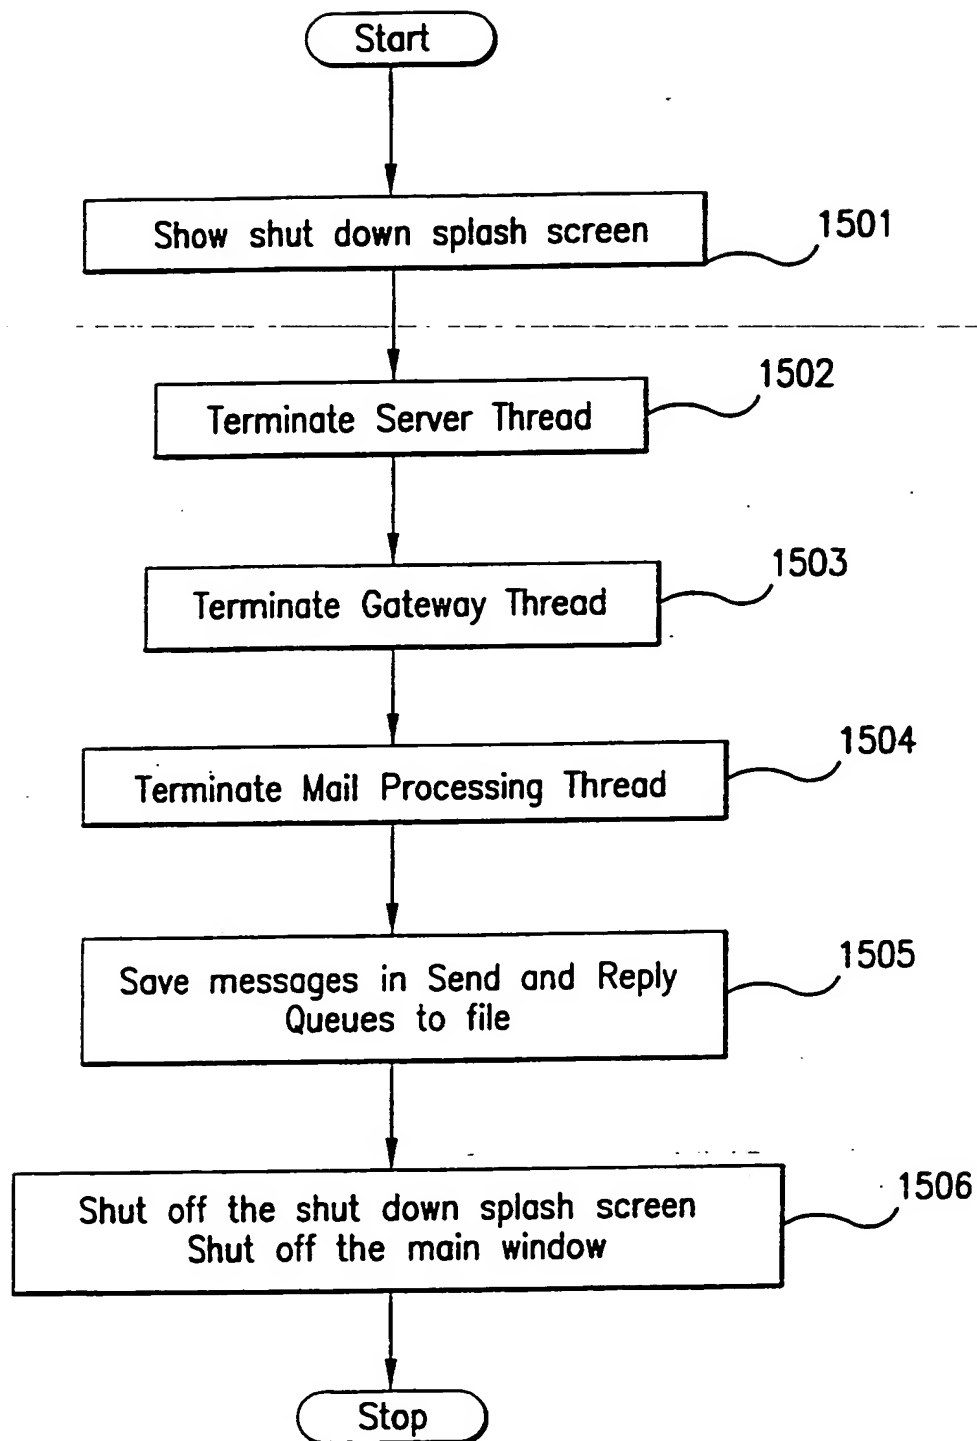 Start
Show shut down splash screen
1501
Terminate Server Thread
1502
Terminate Gateway Thread
1503
Terminate Mail Processing Thread
1504
Save messages in Send and Reply
Queues to file
1505
Shut off the shut down splash screen
Shut off the main window
1506
Stop